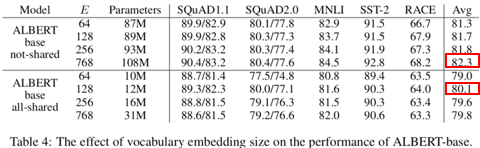 Model E Parameters SQuAD1.1 SQuAD2.0 MNLI SST-2 RACE Avg
ALBERT base not-shared
64 87M 89.9/82.9 80.1/77.8 82.9 91.5 66.7 81.3
128 89M 89.9/82.8 80.3/77.3 83.7 91.5 67.9 81.7
256 93M 90.2/83.2 80.3/77.4 84.1 91.9 67.3 81.8
768 108M 90.4/83.2 80.4/77.6 84.5 92.8 68.2 82.3
ALBERT base all-shared
64 10M 88.7/81.4 77.5/74.8 80.8 89.4 63.5 79.0
128 12M 89.3/82.3 80.0/77.1 81.6 90.3 64.0 80.1
256 16M 88.8/81.5 79.1/76.3 81.5 90.3 63.4 79.6
768 31M 88.6/81.5 79.2/76.6 82.0 90.6 63.3 79.8
Table 4: The effect of vocabulary embedding size on the performance of ALBERT-base.